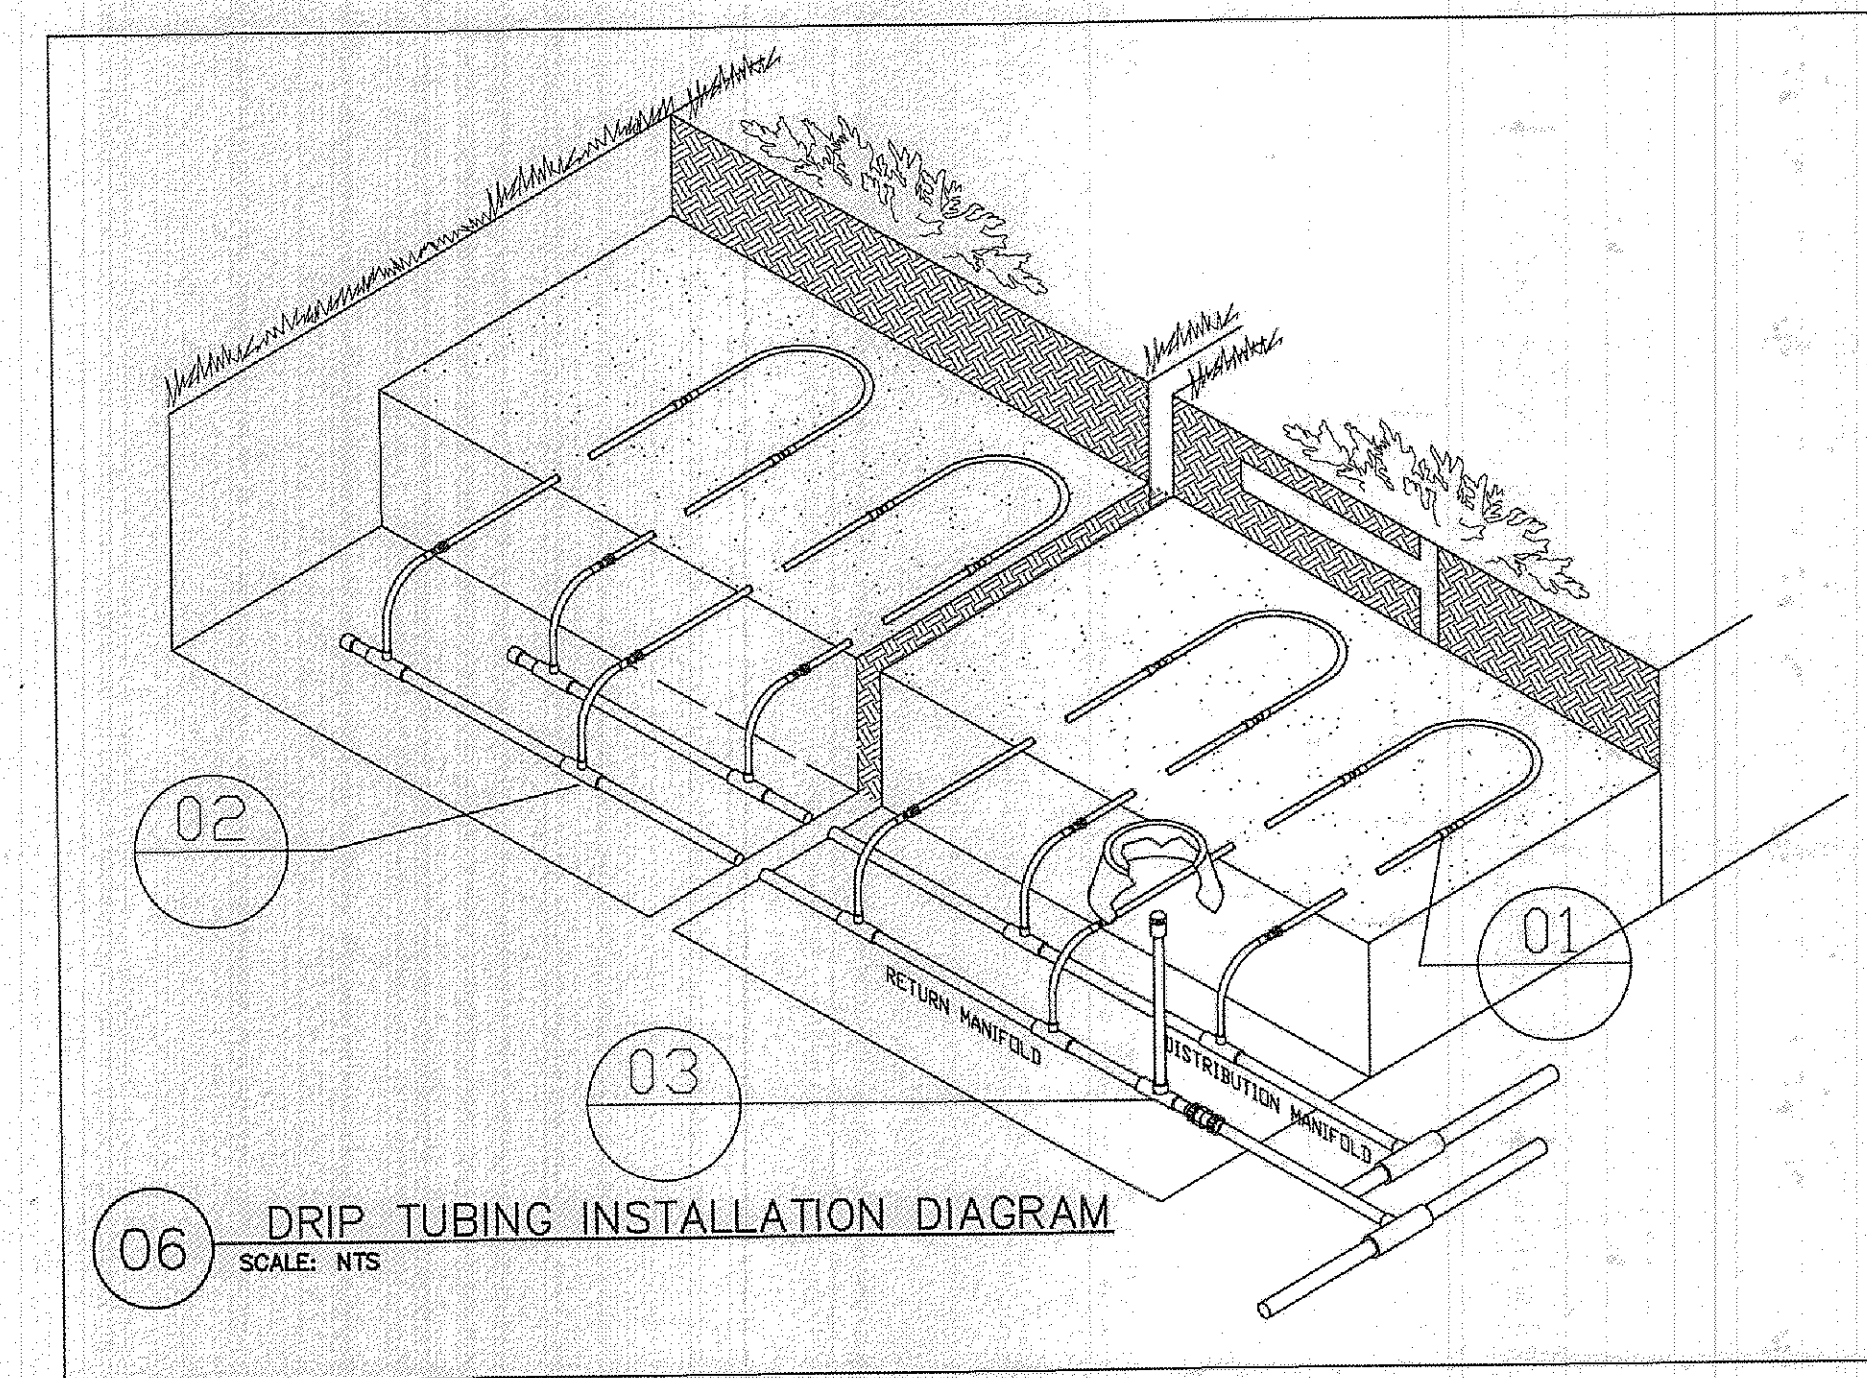 02
01
RETURN MANIFOLD
03
DISTRIBUTION MANIFOLD
06 DRIP TUBING INSTALLATION DIAGRAM
SCALE: NTS